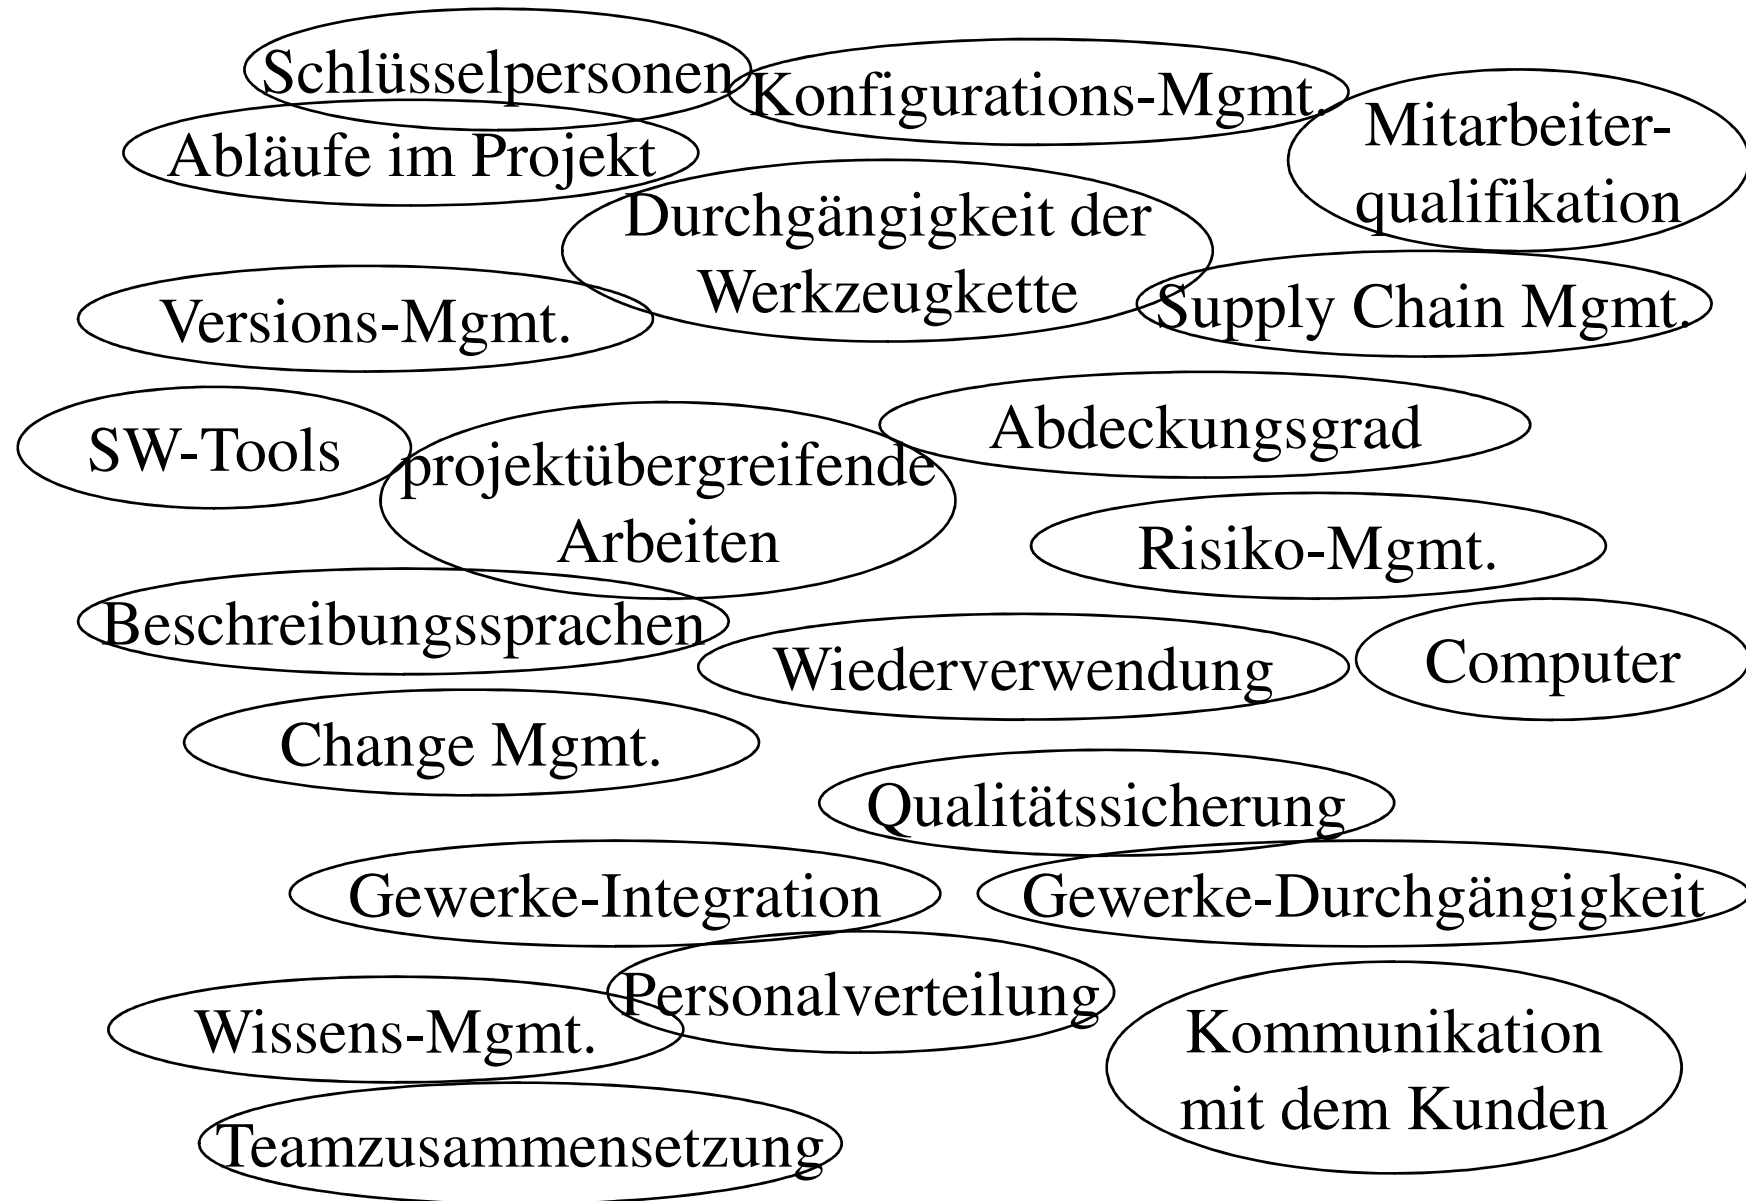 Schlüsselpersonen
Konfigurations-Mgmt.
Mitarbeiter-
qualifikation
Abläufe im Projekt
Durchgängigkeit der
Werkzeugkette
Versions-Mgmt.
Supply Chain Mgmt.
SW-Tools
projektübergreifende
Arbeiten
Abdeckungsgrad
Risiko-Mgmt.
Beschreibungssprachen
Wiederverwendung
Computer
Change Mgmt.
Qualitätssicherung
Gewerke-Integration
Gewerke-Durchgängigkeit
Personalverteilung
Wissens-Mgmt.
Kommunikation
mit dem Kunden
Teamzusammensetzung